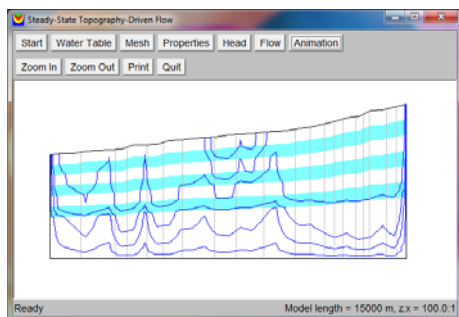 Steady-State Topography-Driven Flow
Start Water Table Mesh Properties Head Flow Animation
Zoom In Zoom Out Print Quit
Ready Model length = 15000 m, z:x = 100.0:1